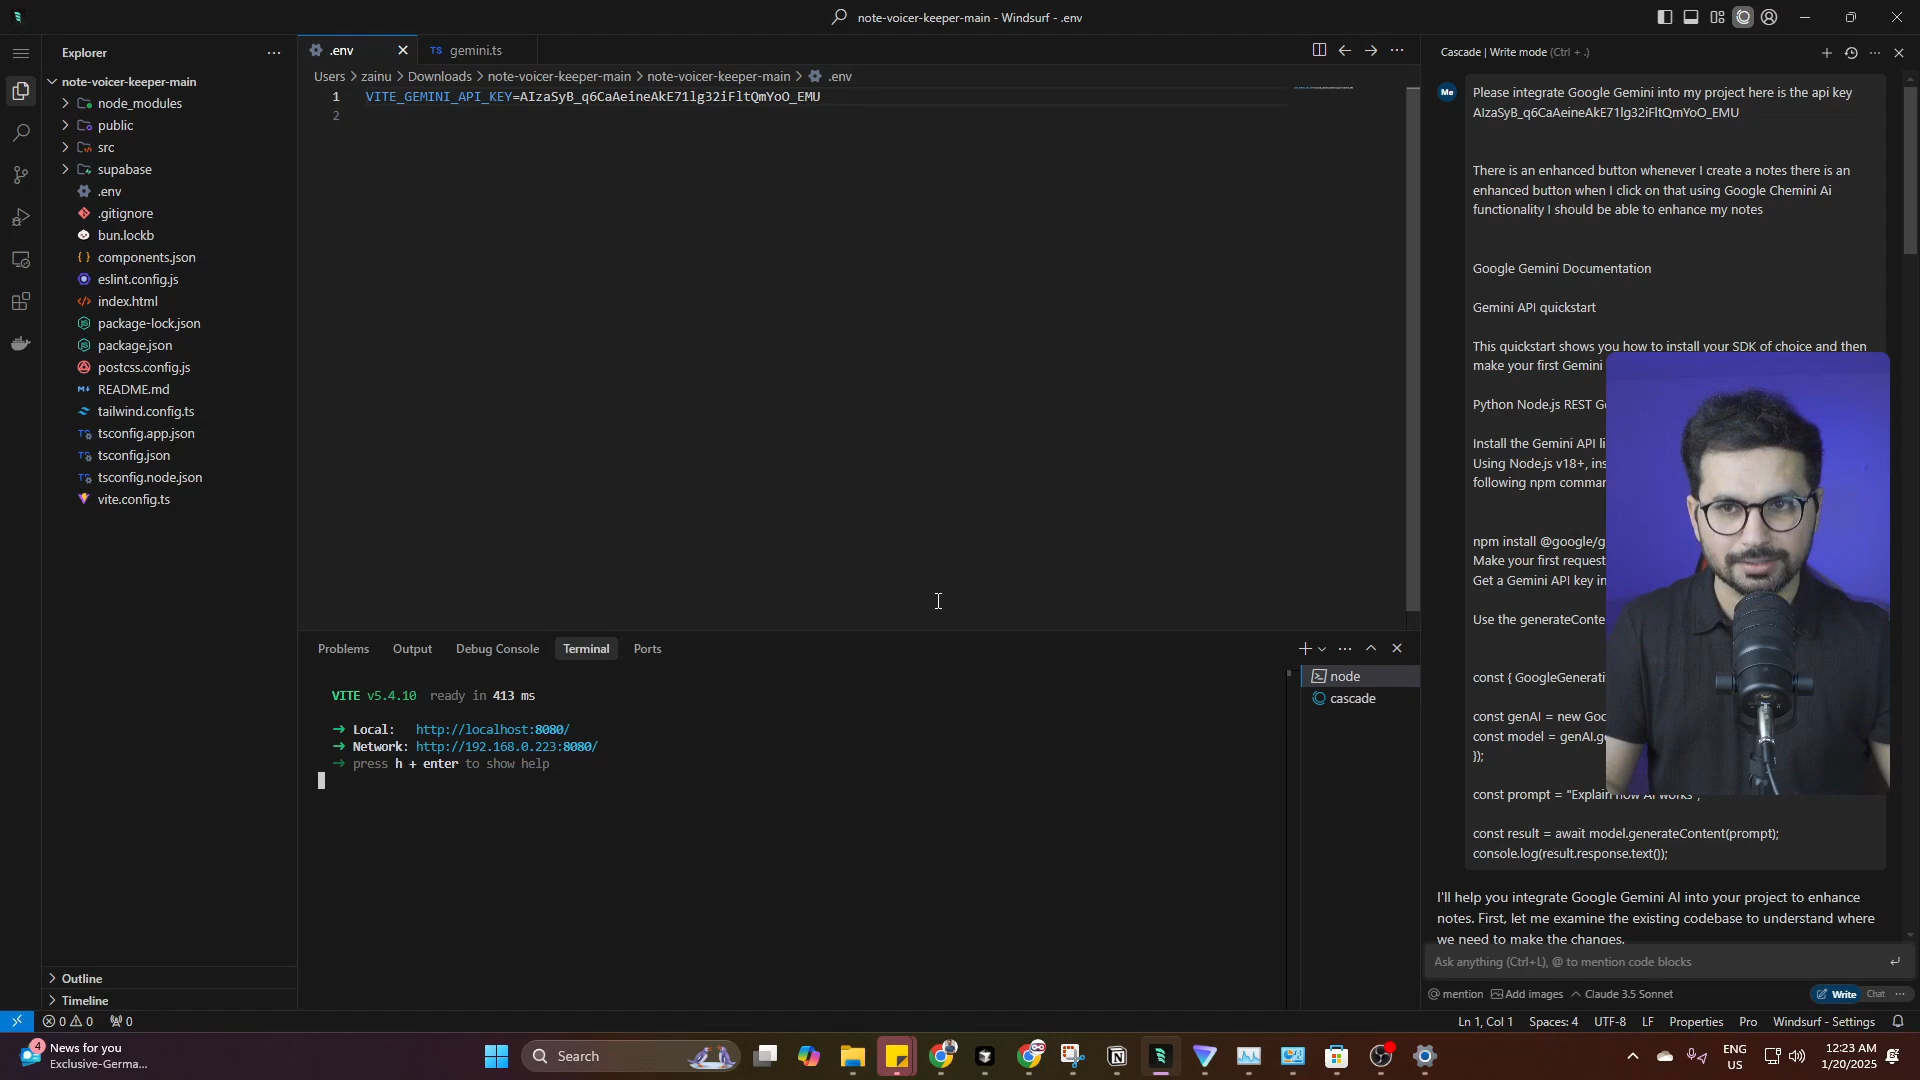 note-voicer-keeper-main - Windsurf - .env
Explorer
note-voicer-keeper-main
node_modules
public
src
supabase
.env
.gitignore
bun.lockb
components.json
eslint.config.js
index.html
package-lock.json
package.json
postcss.config.js
README.md
tailwind.config.ts
tsconfig.app.json
tsconfig.json
tsconfig.node.json
vite.config.ts
Outline
Timeline
.env
TS gemini.ts
Users > zainu > Downloads > note-voicer-keeper-main > note-voicer-keeper-main > .env
1 VITE_GEMINI_API_KEY=AIzaSyB_q6CaAeineAkE71lg32iFltQmYoO_EMU
2
Problems Output Debug Console Terminal Ports
VITE v5.4.10 ready in 413 ms
➜ Local: http://localhost:8080/
➜ Network: http://192.168.0.223:8080/
➜ press h + enter to show help
node
cascade
Cascade | Write mode (Ctrl + .)
Me
Please integrate Google Gemini into my project here is the api key
AIzaSyB_q6CaAeineAkE71lg32iFltQmYoO_EMU
There is an enhanced button whenever I create a notes there is an
enhanced button when I click on that using Google Chemini Ai
functionality I should be able to enhance my notes
Google Gemini Documentation
Gemini API quickstart
This quickstart shows you how to install your SDK of choice and then
make your first Gemini
Python Node.js REST
Install the Gemini API
Using Node.js v18+,
following npm
npm install
Make your first request
Get a Gemini API key
Use the
const {
const genAI = new
const model =
});
const prompt = "Explain how AI works";
const result = await model.generateContent(prompt);
console.log(result.response.text());
I'll help you integrate Google Gemini AI into your project to enhance
notes. First, let me examine the existing codebase to understand where
we need to make the changes.
Ask anything (Ctrl+L), @ to mention code blocks
@ mention Add images Claude 3.5 Sonnet Write Chat
0 0 0
Ln 1, Col 1 Spaces: 4 UTF-8 LF Properties Pro Windsurf - Settings
4
News for you
Exclusive-Germa...
Search
ENG
US
12:23 AM
1/20/2025